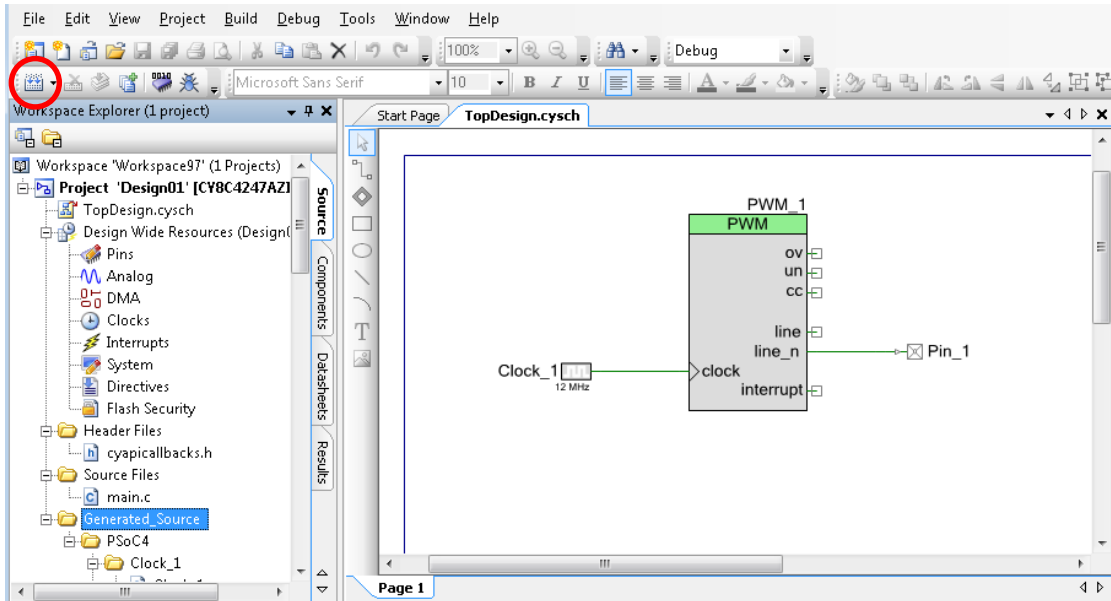 File Edit View Project Build Debug Tools Window Help
100% Debug
Microsoft Sans Serif 10 B I U A
Workspace Explorer (1 project)
Start Page TopDesign.cysch
Workspace 'Workspace97' (1 Projects)
Project 'Design01' [CY8C4247AZI
TopDesign.cysch
Design Wide Resources (Design0
Pins
Analog
DMA
Clocks
Interrupts
System
Directives
Flash Security
Header Files
cyapicallbacks.h
Source Files
main.c
Generated_Source
PSoC4
Clock_1
Source
Components
Datasheets
Results
T
PWM_1
PWM
ov
un
cc
line
line_n
Pin_1
Clock_1
12 MHz
clock
interrupt
Page 1